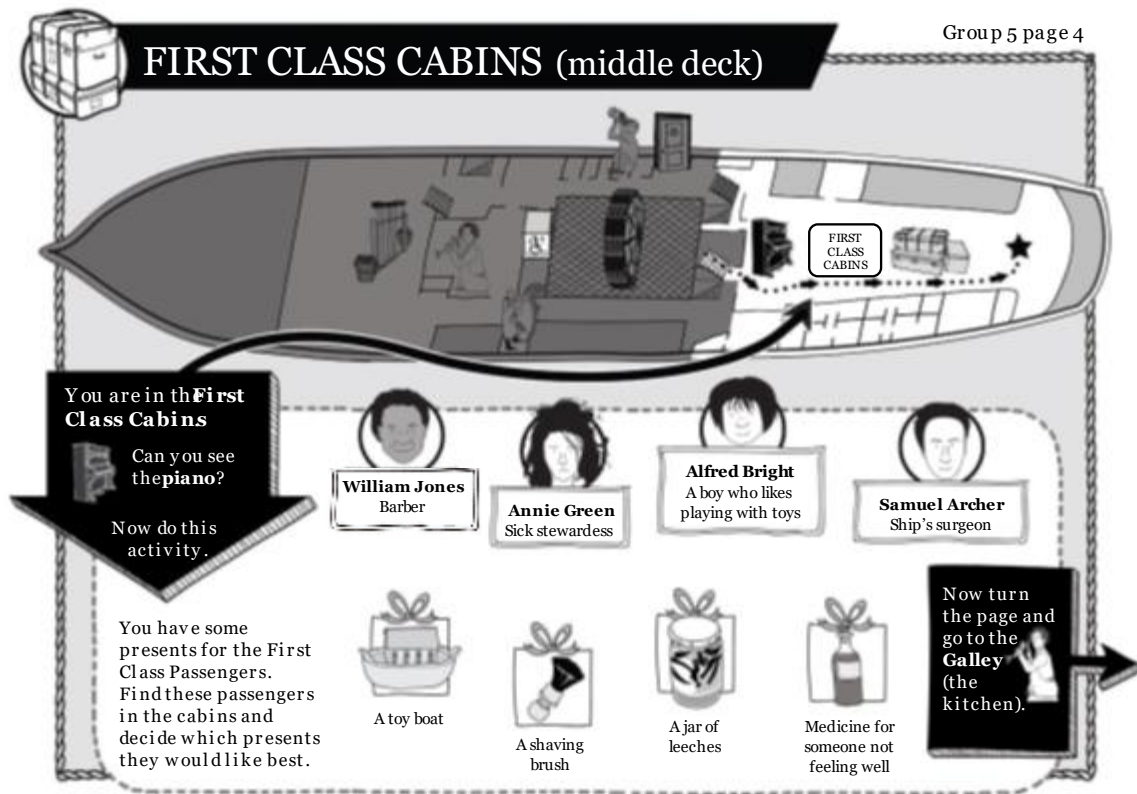 Group 5 page 4
FIRST CLASS CABINS (middle deck)
FIRST
CLASS
CABINS
You are in the First
Class Cabins.
Can you see
the piano?
Now do this
activity.
William Jones
Barber
Annie Green
Sick stewardess
Alfred Bright
A boy who likes
playing with toys
Samuel Archer
Ship's surgeon
You have some
presents for the First
Class Passengers.
Find these passengers
in the cabins and
decide which presents
they would like best.
A toy boat
A shaving
brush
A jar of
leeches
Medicine for
someone not
feeling well
Now turn
the page and
go to the
Galley
(the
kitchen).